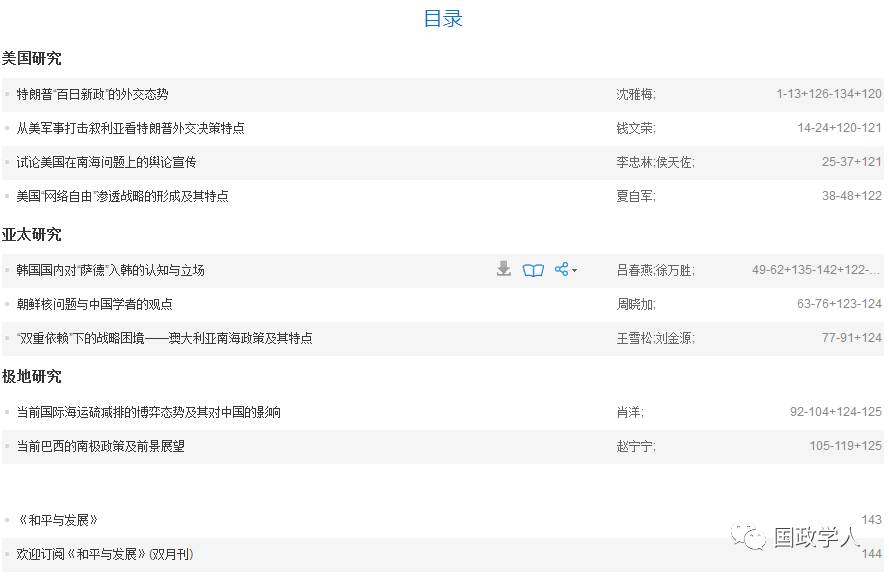 目录
美国研究
特朗普“百日新政”的外交态势 沈雅梅; 1-13+126-134+120
从美军事打击叙利亚看特朗普外交决策特点 钱文荣; 14-24+120-121
试论美国在南海问题上的舆论宣传 李忠林;侯天佐; 25-37+121
美国“网络自由”渗透战略的形成及其特点 夏自军; 38-48+122
亚太研究
韩国国内对“萨德”入韩的认知与立场 吕春燕;徐万胜; 49-62+135-142+122-...
朝鲜核问题与中国学者的观点 周晓加; 63-76+123-124
“双重依赖”下的战略困境——澳大利亚南海政策及其特点 王雪松;刘金源; 77-91+124
极地研究
当前国际海运硫减排的博弈态势及其对中国的影响 肖洋; 92-104+124-125
当前巴西的南极政策及前景展望 赵宁宁; 105-119+125
《和平与发展》 143
欢迎订阅《和平与发展》(双月刊) 144
国政学人